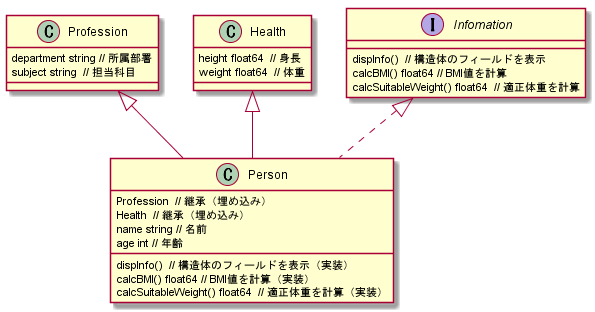 C Profession
department string // 所属部署
subject string // 担当科目
C Health
height float64 // 身長
weight float64 // 体重
I Infomation
dispInfo() // 構造体のフィールドを表示
calcBMI() float64 // BMI値を計算
calcSuitableWeight() float64 // 適正体重を計算
C Person
Profession // 継承（埋め込み）
Health // 継承（埋め込み）
name string // 名前
age int // 年齢
dispInfo() // 構造体のフィールドを表示（実装）
calcBMI() float64 // BMI値を計算（実装）
calcSuitableWeight() float64 // 適正体重を計算（実装）